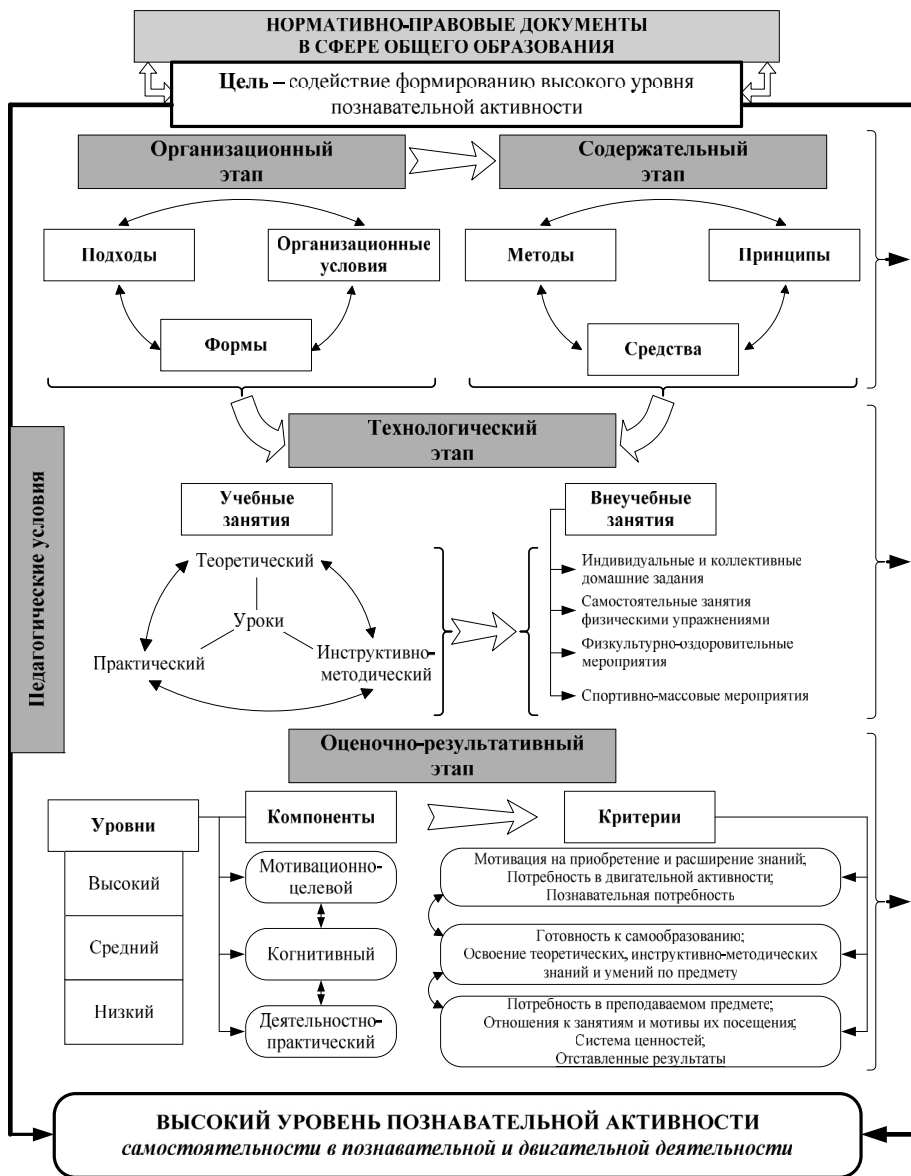 НОРМАТИВНО-ПРАВОВЫЕ ДОКУМЕНТЫ
В СФЕРЕ ОБЩЕГО ОБРАЗОВАНИЯ
Цель – содействие формированию высокого уровня
познавательной активности
Организационный
этап
Содержательный
этап
Подходы
Организационные
условия
Формы
Методы
Принципы
Средства
Педагогические условия
Технологический
этап
Учебные
занятия
Теоретический
Уроки
Практический
Инструктивно-
методический
Внеучебные
занятия
Индивидуальные и коллективные
домашние задания
Самостоятельные занятия
физическими упражнениями
Физкультурно-оздоровительные
мероприятия
Спортивно-массовые мероприятия
Оценочно-результативный
этап
Уровни
Высокий
Средний
Низкий
Компоненты
Мотивационно-
целевой
Когнитивный
Деятельностно-
практический
Критерии
Мотивация на приобретение и расширение знаний;
Потребность в двигательной активности;
Познавательная потребность
Готовность к самообразованию;
Освоение теоретических, инструктивно-методических
знаний и умений по предмету
Потребность в преподаваемом предмете;
Отношения к занятиям и мотивы их посещения;
Система ценностей;
Отставленные результаты
ВЫСОКИЙ УРОВЕНЬ ПОЗНАВАТЕЛЬНОЙ АКТИВНОСТИ
самостоятельности в познавательной и двигательной деятельности